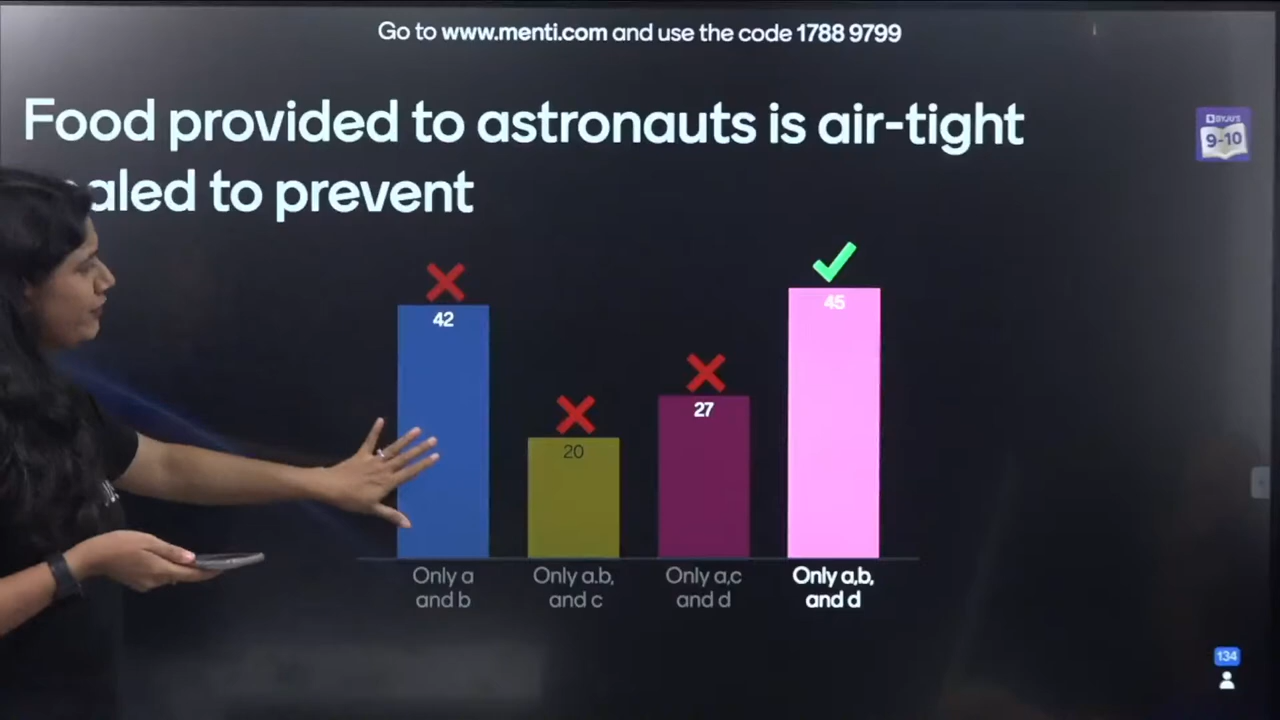 Go to www.menti.com and use the code 1788 9799
Food provided to astronauts is air-tight
aled to prevent
BYJU'S
9-10
42
20
27
45
Only a
and b
Only a.b,
and c
Only a,c
and d
Only a,b,
and d
134